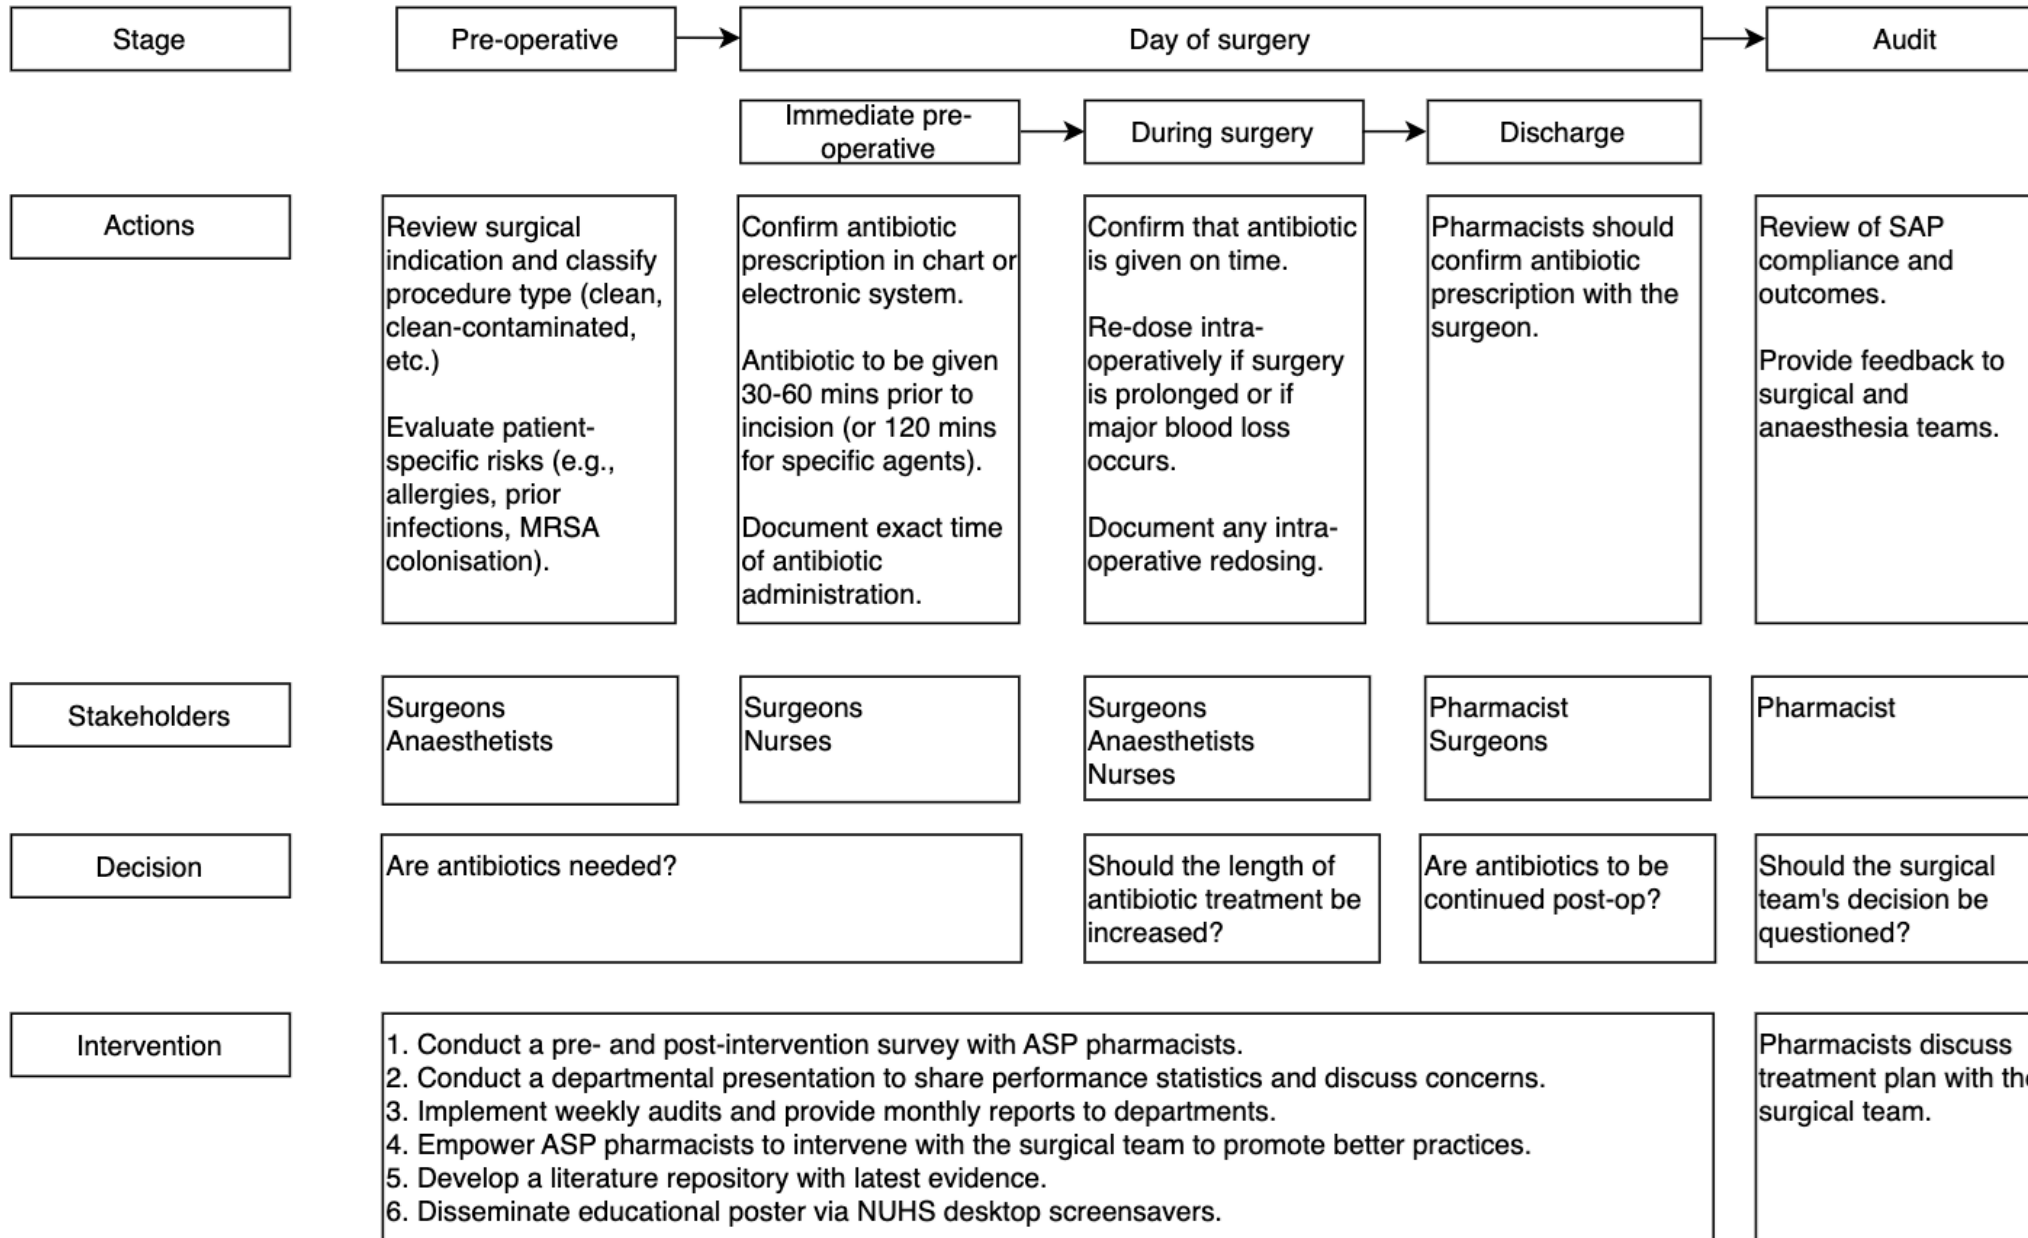 Stage
Pre-operative
Day of surgery
Audit
Immediate pre-
operative
During surgery
Discharge
Actions
Review surgical
indication and classify
procedure type (clean,
clean-contaminated,
etc.)
Evaluate patient-
specific risks (e.g.,
allergies, prior
infections, MRSA
colonisation).
Confirm antibiotic
prescription in chart or
electronic system.
Antibiotic to be given
30-60 mins prior to
incision (or 120 mins
for specific agents).
Document exact time
of antibiotic
administration.
Confirm that antibiotic
is given on time.
Re-dose intra-
operatively if surgery
is prolonged or if
major blood loss
occurs.
Document any intra-
operative redosing.
Pharmacists should
confirm antibiotic
prescription with the
surgeon.
Review of SAP
compliance and
outcomes.
Provide feedback to
surgical and
anaesthesia teams.
Stakeholders
Surgeons
Anaesthetists
Surgeons
Nurses
Surgeons
Anaesthetists
Nurses
Pharmacist
Surgeons
Pharmacist
Decision
Are antibiotics needed?
Should the length of
antibiotic treatment be
increased?
Are antibiotics to be
continued post-op?
Should the surgical
team's decision be
questioned?
Intervention
1. Conduct a pre- and post-intervention survey with ASP pharmacists.
2. Conduct a departmental presentation to share performance statistics and discuss concerns.
3. Implement weekly audits and provide monthly reports to departments.
4. Empower ASP pharmacists to intervene with the surgical team to promote better practices.
5. Develop a literature repository with latest evidence.
6. Disseminate educational poster via NUHS desktop screensavers.
Pharmacists discuss
treatment plan with the
surgical team.